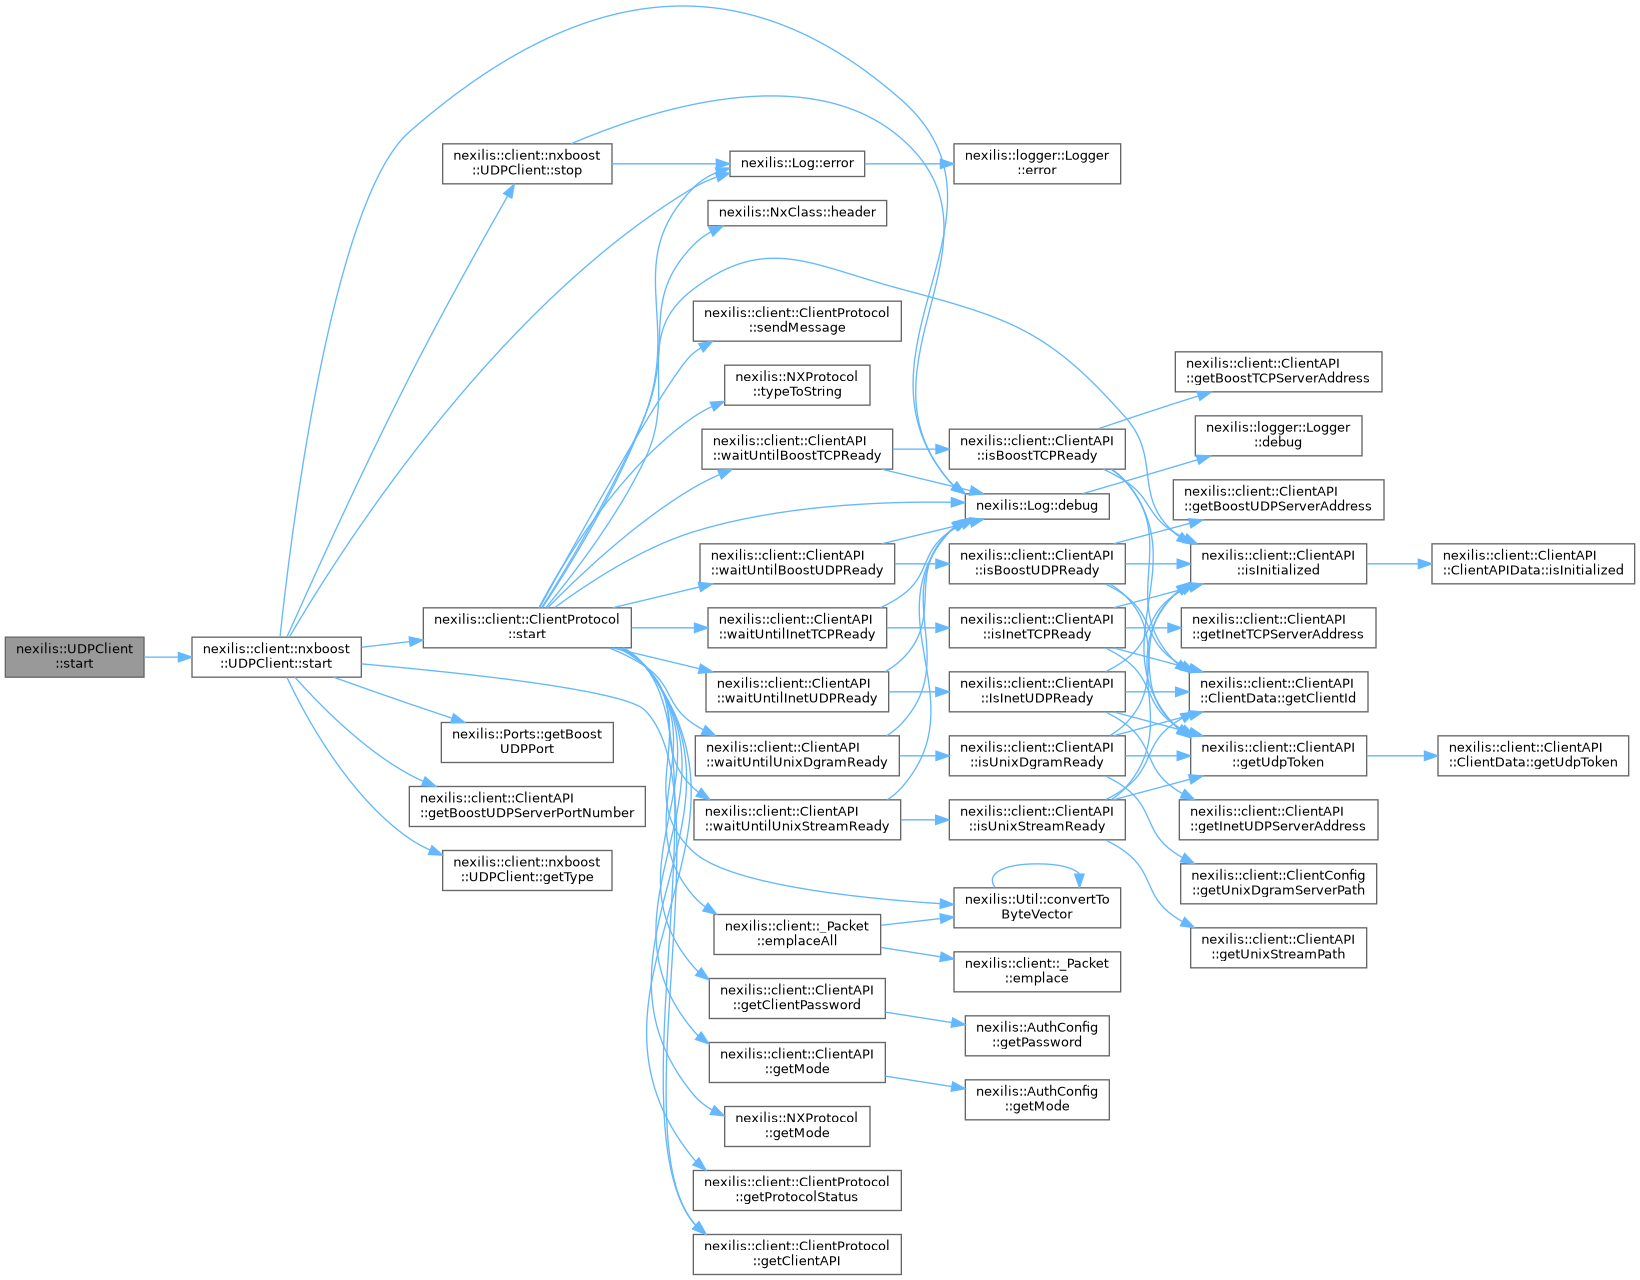 nexilis::UDPClient
::start
nexilis::client::nxboost
::UDPClient::start
nexilis::client::nxboost
::UDPClient::stop
nexilis::client::ClientProtocol
::start
nexilis::Ports::getBoost
UDPPort
nexilis::client::ClientAPI
::getBoostUDPServerPortNumber
nexilis::client::nxboost
::UDPClient::getType
nexilis::Log::error
nexilis::NxClass::header
nexilis::client::ClientProtocol
::sendMessage
nexilis::NXProtocol
::typeToString
nexilis::client::ClientAPI
::waitUntilBoostTCPReady
nexilis::client::ClientAPI
::waitUntilBoostUDPReady
nexilis::client::ClientAPI
::waitUntilInetTCPReady
nexilis::client::ClientAPI
::waitUntilInetUDPReady
nexilis::client::ClientAPI
::waitUntilUnixDgramReady
nexilis::client::ClientAPI
::waitUntilUnixStreamReady
nexilis::client::_Packet
::emplaceAll
nexilis::client::ClientAPI
::getClientPassword
nexilis::client::ClientAPI
::getMode
nexilis::NXProtocol
::getMode
nexilis::client::ClientProtocol
::getProtocolStatus
nexilis::client::ClientProtocol
::getClientAPI
nexilis::logger::Logger
::error
nexilis::client::ClientAPI
::isBoostTCPReady
nexilis::Log::debug
nexilis::client::ClientAPI
::isBoostUDPReady
nexilis::client::ClientAPI
::isInetTCPReady
nexilis::client::ClientAPI
::IsInetUDPReady
nexilis::client::ClientAPI
::isUnixDgramReady
nexilis::client::ClientAPI
::isUnixStreamReady
nexilis::Util::convertTo
ByteVector
nexilis::client::_Packet
::emplace
nexilis::AuthConfig
::getPassword
nexilis::AuthConfig
::getMode
nexilis::client::ClientAPI
::getBoostTCPServerAddress
nexilis::logger::Logger
::debug
nexilis::client::ClientAPI
::getBoostUDPServerAddress
nexilis::client::ClientAPI
::isInitialized
nexilis::client::ClientAPI
::getInetTCPServerAddress
nexilis::client::ClientAPI
::ClientData::getClientId
nexilis::client::ClientAPI
::getUdpToken
nexilis::client::ClientAPI
::getInetUDPServerAddress
nexilis::client::ClientConfig
::getUnixDgramServerPath
nexilis::client::ClientAPI
::getUnixStreamPath
nexilis::client::ClientAPI
::ClientAPIData::isInitialized
nexilis::client::ClientAPI
::ClientData::getUdpToken